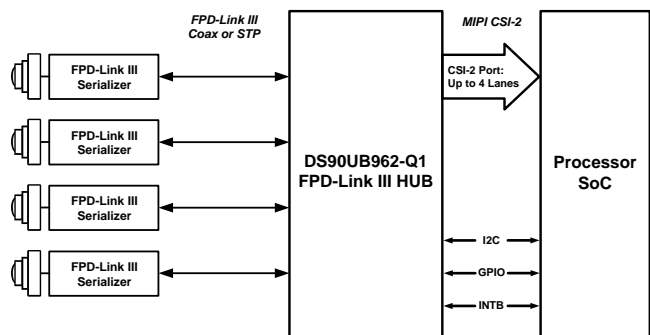 FPD-Link III
Coax or STP
MIPI CSI-2
FPD-Link III
Serializer
FPD-Link III
Serializer
FPD-Link III
Serializer
FPD-Link III
Serializer
DS90UB962-Q1
FPD-Link III HUB
CSI-2 Port:
Up to 4 Lanes
I2C
GPIO
INTB
Processor
SoC